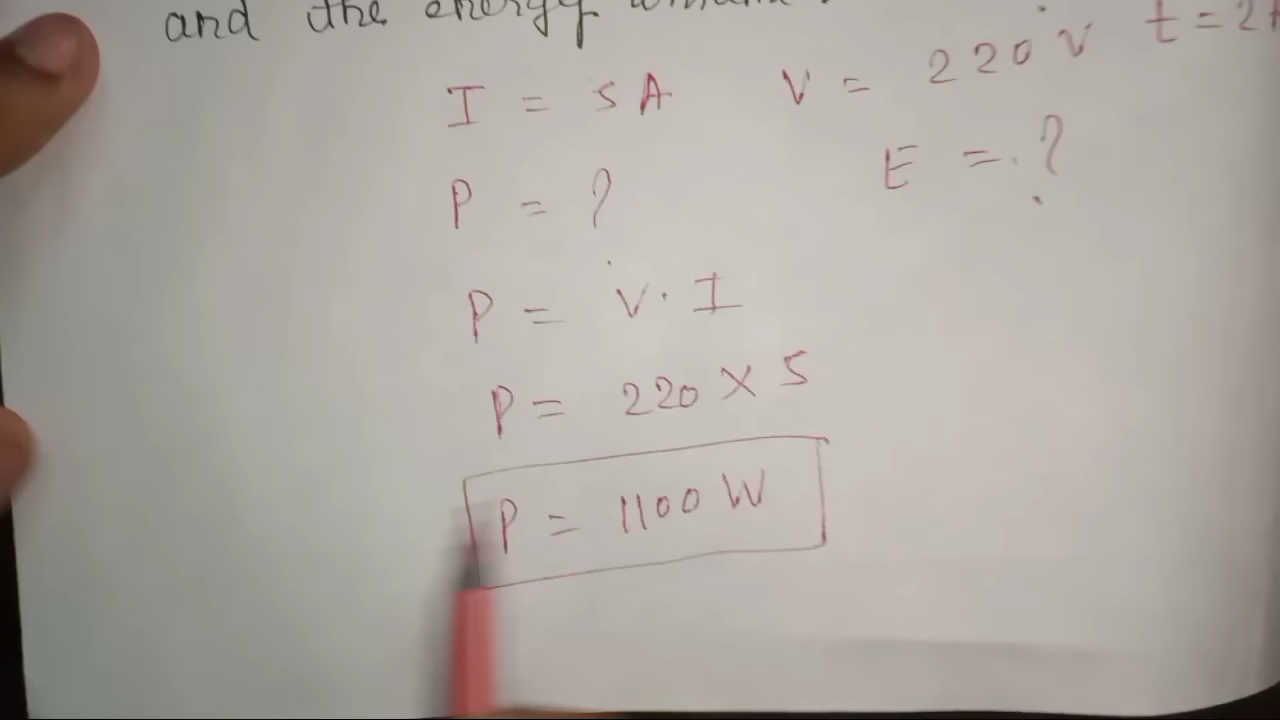 and the energy
I = 5 A V = 220 V t = 2
P = ? E = ?
P = V · I
P = 220 × 5
P = 1100 W